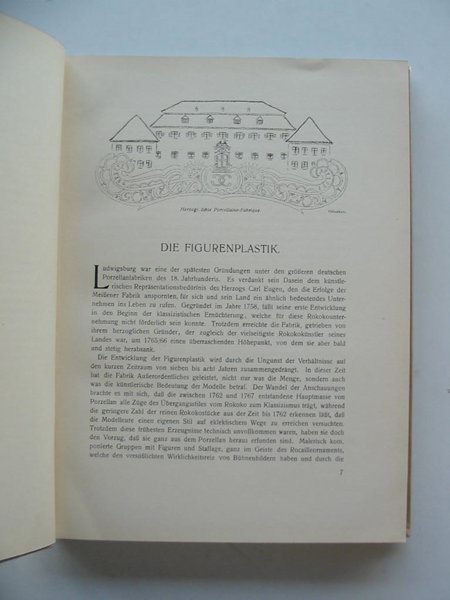 Herzogl. ächte Porcellaine-Fabrique.
DIE FIGURENPLASTIK.
Ludwigsburg war eine der spätesten Gründungen unter den größeren deutschen
Porzellanfabriken des 18. Jahrhunderts. Es verdankt sein Dasein dem künstle-
rischen Repräsentationsbedürfnis des Herzogs Carl Eugen, den die Erfolge der
Meißener Fabrik anspornten, für sich und sein Land ein ähnlich bedeutendes Unter-
nehmen ins Leben zu rufen. Gegründet im Jahre 1758, fällt seine erste Entwicklung
in den Beginn der klassizistischen Ernüchterung, welche für diese Rokokounter-
nehmung nicht förderlich sein konnte. Trotzdem erreichte die Fabrik, getrieben von
ihrem herzoglichen Gründer, der zugleich einer der vielseitigsten Rokokokünstler seines
Landes war, um 1765/66 einen überraschenden Höhepunkt, von dem sie aber bald
und stetig herabsank.
Die Entwicklung der Figurenplastik wird durch die Ungunst der Verhältnisse auf
den kurzen Zeitraum von sieben bis acht Jahren zusammengedrängt. In dieser Zeit
hat die Fabrik Außerordentliches geleistet, nicht nur was die Menge, sondern auch
was die künstlerische Bedeutung der Modelle betraf. Der Wandel der Anschauungen
brachte es mit sich, daß die zwischen 1762 und 1767 entstandene Hauptmasse von
Porzellan alle Züge des Übergangsstiles vom Rokoko zum Klassizismus trägt, während
die geringere Zahl der reinen Rokokostücke aus der Zeit bis 1762 erkennen läßt, daß
die Modelleure einen eigenen Stil auf eklektischem Wege zu erreichen versuchten.
Trotzdem diese frühesten Erzeugnisse technisch unvollkommen waren, haben sie doch
den Vorzug, daß sie ganz aus dem Porzellan heraus erfunden sind. Malerisch kom-
ponierte Gruppen mit Figuren und Staffage, ganz im Geiste des Rocailleornaments,
welche den versüßlichten Wirklichkeitsreiz von Bühnenbildern haben und durch die
7